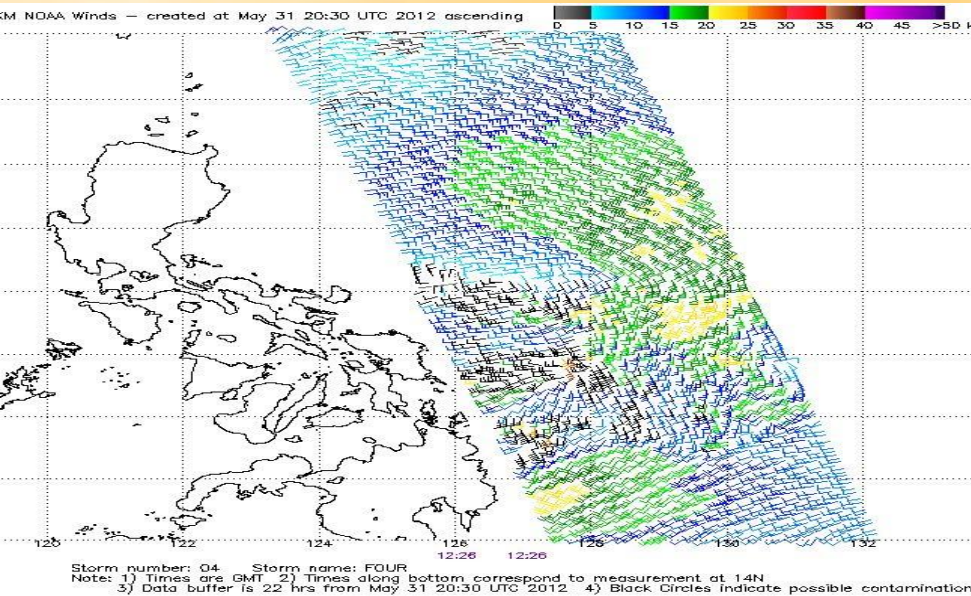 KM NOAA Winds – created at May 31 20:30 UTC 2012 ascending
0 5 10 15 20 25 30 35 40 45 >50
120 122 124 126 128 130 132
12:26 12:26
Storm number: 04 Storm name: FOUR
Note: 1) Times are GMT 2) Times along bottom correspond to measurement at 14N
3) Data buffer is 22 hrs from May 31 20:30 UTC 2012 4) Black Circles indicate possible contamination